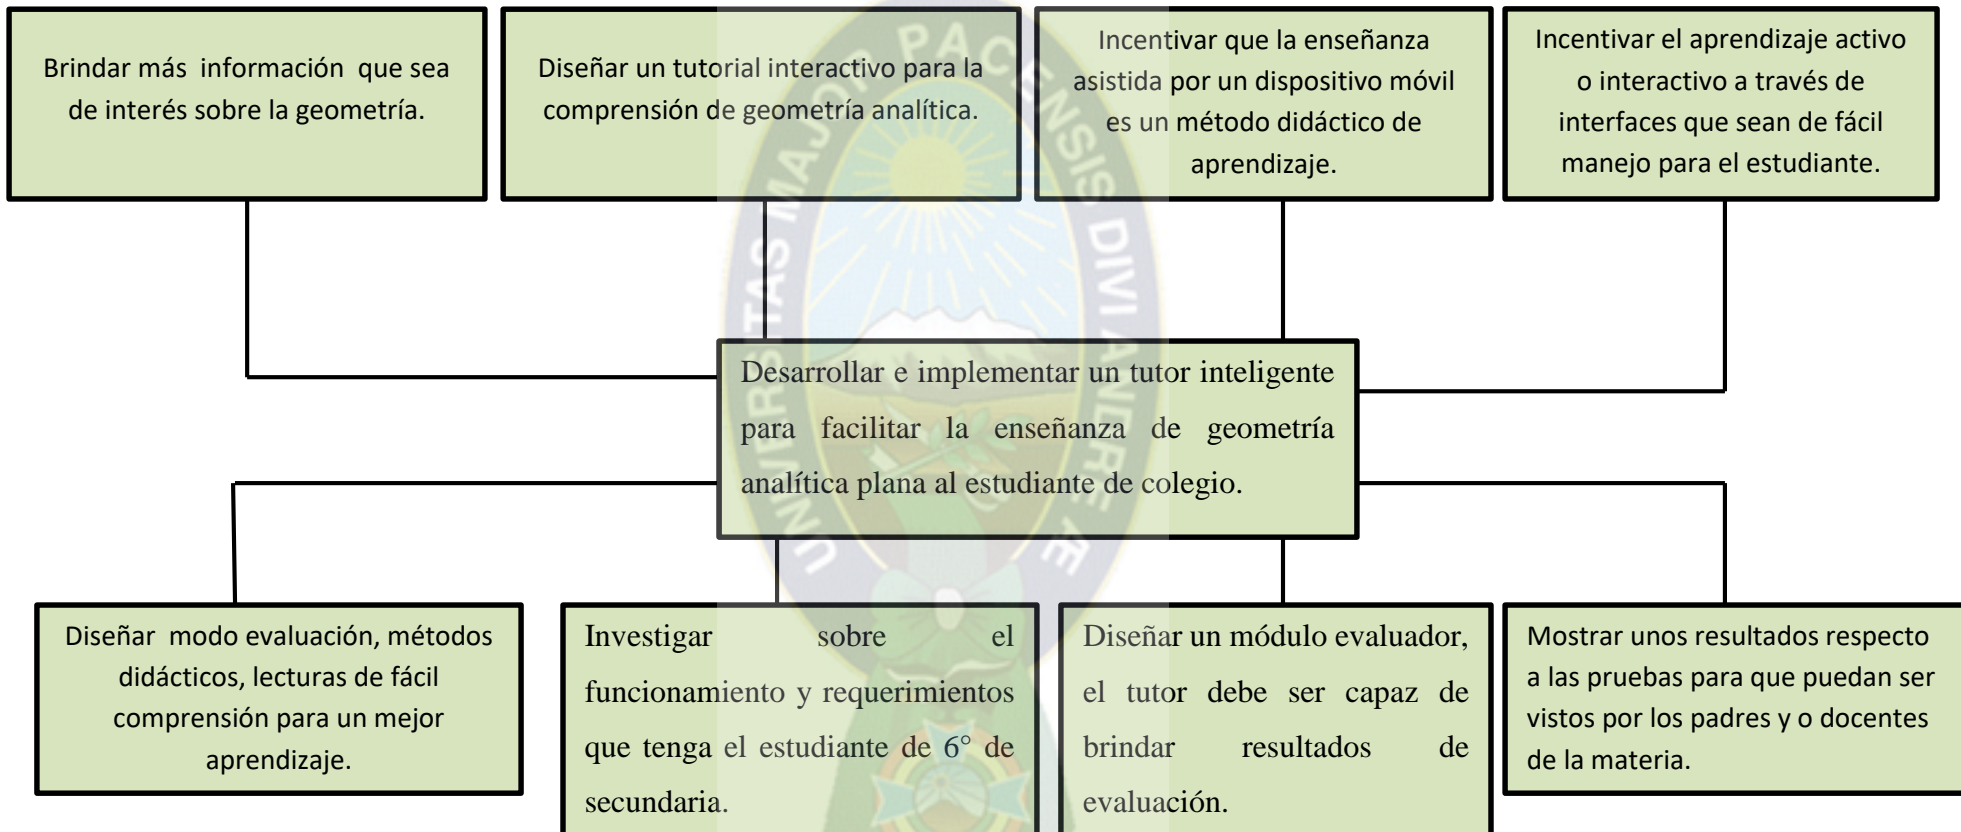 Brindar más información que sea
de interés sobre la geometría.
Diseñar un tutorial interactivo para la
comprensión de geometría analítica.
Incentivar que la enseñanza
asistida por un dispositivo móvil
es un método didáctico de
aprendizaje.
Incentivar el aprendizaje activo
o interactivo a través de
interfaces que sean de fácil
manejo para el estudiante.
UNIVERSITAS MAJOR PACENSIS DIVI ANDRE Æ
Desarrollar e implementar un tutor inteligente
para facilitar la enseñanza de geometría
analítica plana al estudiante de colegio.
Diseñar modo evaluación, métodos
didácticos, lecturas de fácil
comprensión para un mejor
aprendizaje.
Investigar sobre el
funcionamiento y requerimientos
que tenga el estudiante de 6° de
secundaria.
Diseñar un módulo evaluador,
el tutor debe ser capaz de
brindar resultados de
evaluación.
Mostrar unos resultados respecto
a las pruebas para que puedan ser
vistos por los padres y o docentes
de la materia.